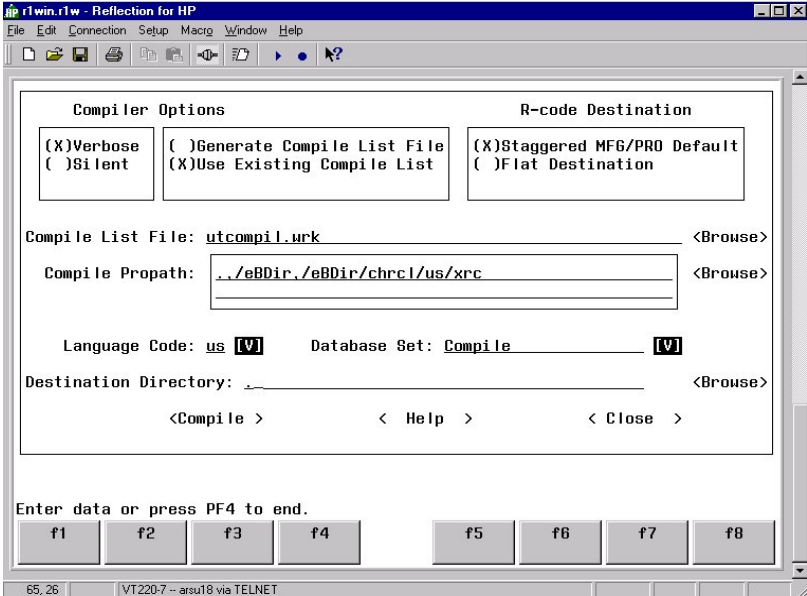 r1win.r1w - Reflection for HP
File Edit Connection Setup Macro Window Help
Compiler Options R-code Destination
(X)Verbose ( )Generate Compile List File (X)Staggered MFG/PRO Default
( )Silent (X)Use Existing Compile List ( )Flat Destination
Compile List File: utcompil.wrk <Browse>
Compile Propath: .,/eBDir,/eBDir/chrcl/us/xrc <Browse>
Language Code: us [V] Database Set: Compile [V]
Destination Directory: . <Browse>
<Compile > < Help > < Close >
Enter data or press PF4 to end.
f1 f2 f3 f4 f5 f6 f7 f8
65, 26 VT220-7 -- arsu18 via TELNET